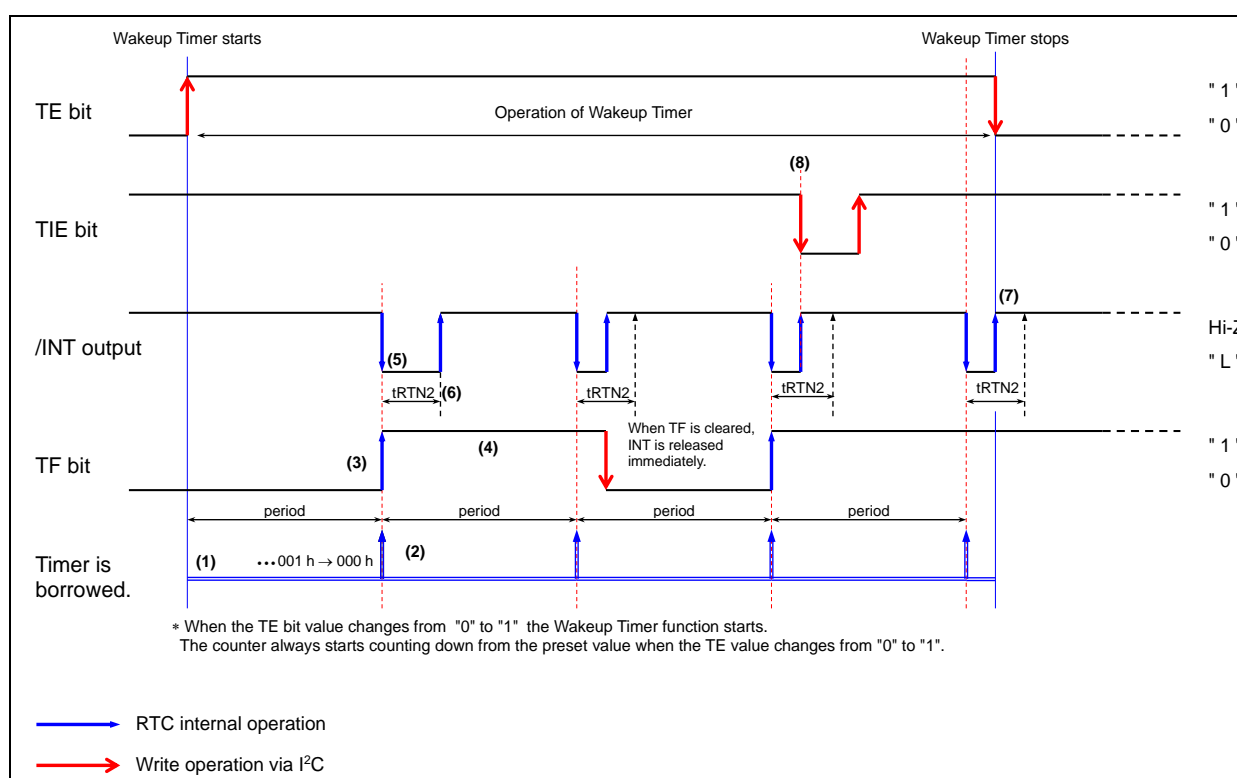 Wakeup Timer starts
Wakeup Timer stops
TE bit
Operation of Wakeup Timer
" 1 "
" 0 "
(8)
TIE bit
" 1 "
" 0 "
(7)
/INT output
(5)
Hi-Z
" L "
tRTN2
(6)
tRTN2
tRTN2
tRTN2
When TF is cleared,
INT is released
immediately.
(4)
(3)
TF bit
" 1 "
" 0 "
period
period
period
period
(1)
•••001 h → 000 h
(2)
Timer is
borrowed.
* When the TE bit value changes from "0" to "1" the Wakeup Timer function starts.
The counter always starts counting down from the preset value when the TE value changes from "0" to "1".
RTC internal operation
Write operation via I²C